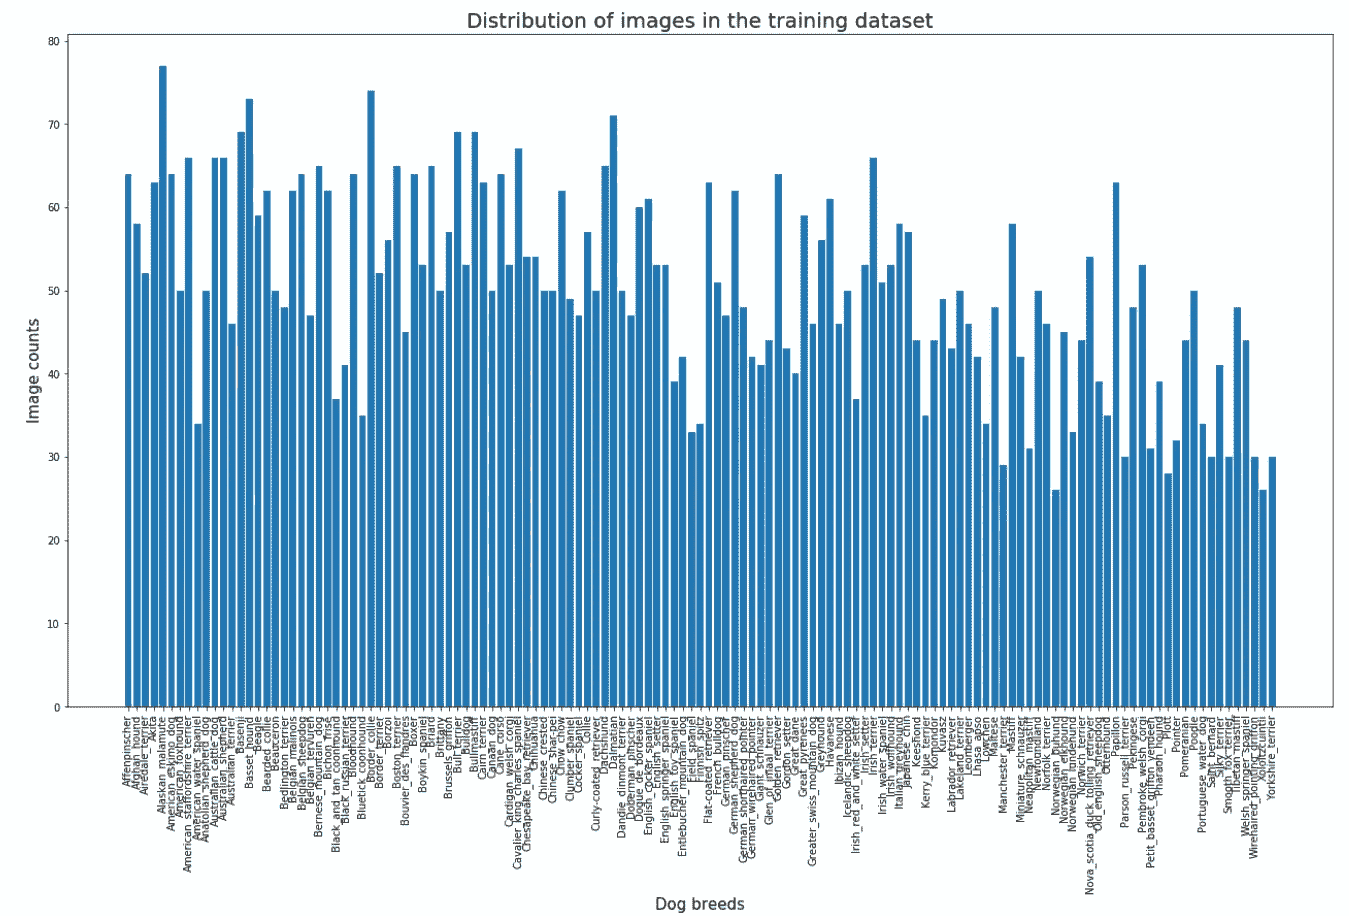 Distribution of images in the training dataset
80
70
60
50
40
30
20
10
0
Image counts
Affenpinscher
Afghan_hound
Airedale_terrier
Akita
Alaskan_malamute
American_eskimo_dog
American_foxhound
American_staffordshire_terrier
American_water_spaniel
Anatolian_shepherd_dog
Australian_cattle_dog
Australian_shepherd
Australian_terrier
Basenji
Basset_hound
Beagle
Bearded_collie
Beauceron
Bedlington_terrier
Belgian_malinois
Belgian_sheepdog
Belgian_tervuren
Bernese_mountain_dog
Bichon_frise
Black_and_tan_coonhound
Black_russian_terrier
Bloodhound
Bluetick_coonhound
Border_collie
Border_terrier
Borzoi
Boston_terrier
Bouvier_des_flandres
Boxer
Boykin_spaniel
Briard
Brittany
Brussels_griffon
Bull_terrier
Bulldog
Bullmastiff
Cairn_terrier
Canaan_dog
Cane_corso
Cardigan_welsh_corgi
Cavalier_king_charles_spaniel
Chesapeake_bay_retriever
Chihuahua
Chinese_crested
Chinese_shar-pei
Chow_chow
Clumber_spaniel
Cocker_spaniel
Collie
Curly-coated_retriever
Dachshund
Dalmatian
Dandie_dinmont_terrier
Doberman_pinscher
Dogue_de_bordeaux
English_cocker_spaniel
English_setter
English_springer_spaniel
English_toy_spaniel
Entlebucher_mountain_dog
Field_spaniel
Finnish_spitz
Flat-coated_retriever
French_bulldog
German_pinscher
German_shepherd_dog
German_shorthaired_pointer
German_wirehaired_pointer
Giant_schnauzer
Glen_of_imaal_terrier
Golden_retriever
Gordon_setter
Great_dane
Great_pyrenees
Greater_swiss_mountain_dog
Greyhound
Havanese
Ibizan_hound
Icelandic_sheepdog
Irish_red_and_white_setter
Irish_setter
Irish_terrier
Irish_water_spaniel
Irish_wolfhound
Italian_greyhound
Japanese_chin
Keeshond
Kerry_blue_terrier
Komondor
Kuvasz
Labrador_retriever
Lakeland_terrier
Leonberger
Lhasa_apso
Lowchen
Maltese
Manchester_terrier
Mastiff
Miniature_schnauzer
Neapolitan_mastiff
Newfoundland
Norfolk_terrier
Norwegian_buhund
Norwegian_elkhound
Norwegian_lundehund
Norwich_terrier
Nova_scotia_duck_tolling_retriever
Old_english_sheepdog
Otterhound
Papillon
Parson_russell_terrier
Pekingese
Pembroke_welsh_corgi
Petit_basset_griffon_vendeen
Pharaoh_hound
Plott
Pointer
Pomeranian
Poodle
Portuguese_water_dog
Saint_bernard
Silky_terrier
Smooth_fox_terrier
Tibetan_mastiff
Welsh_springer_spaniel
Wirehaired_pointing_griffon
Xoloitzcuintli
Yorkshire_terrier
Dog breeds